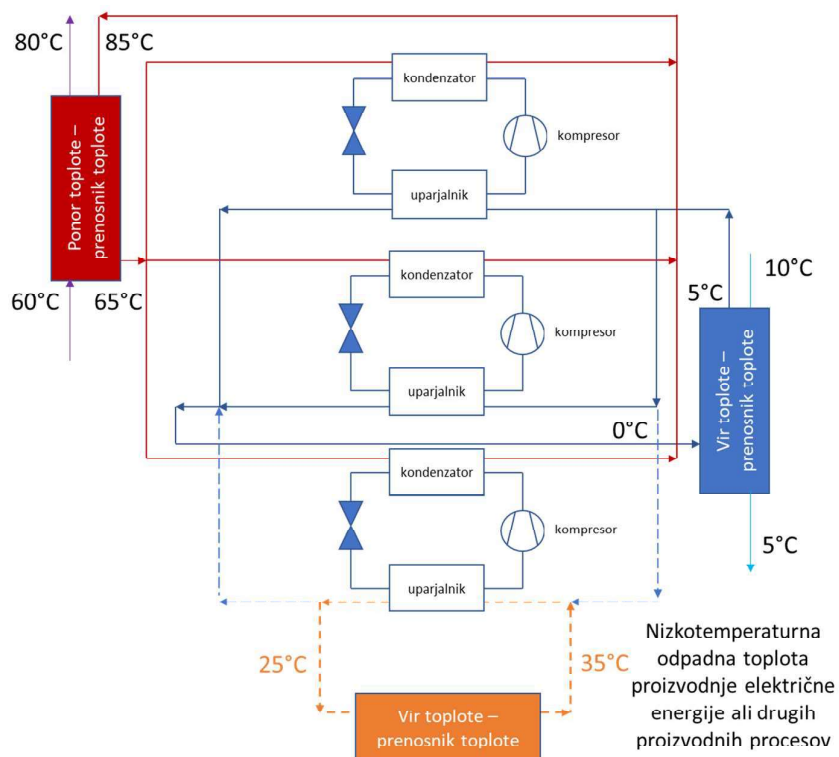 80°C
85°C
kondenzator
kompresor
uparjalnik
Ponor toplote –
prenosnik toplote
60°C
65°C
kondenzator
kompresor
uparjalnik
10°C
5°C
Vir toplote –
prenosnik toplote
0°C
5°C
kondenzator
kompresor
uparjalnik
25°C
35°C
Vir toplote –
prenosnik toplote
Nizkotemperaturna
odpadna toplota
proizvodnje električne
energije ali drugih
proizvodnih procesov